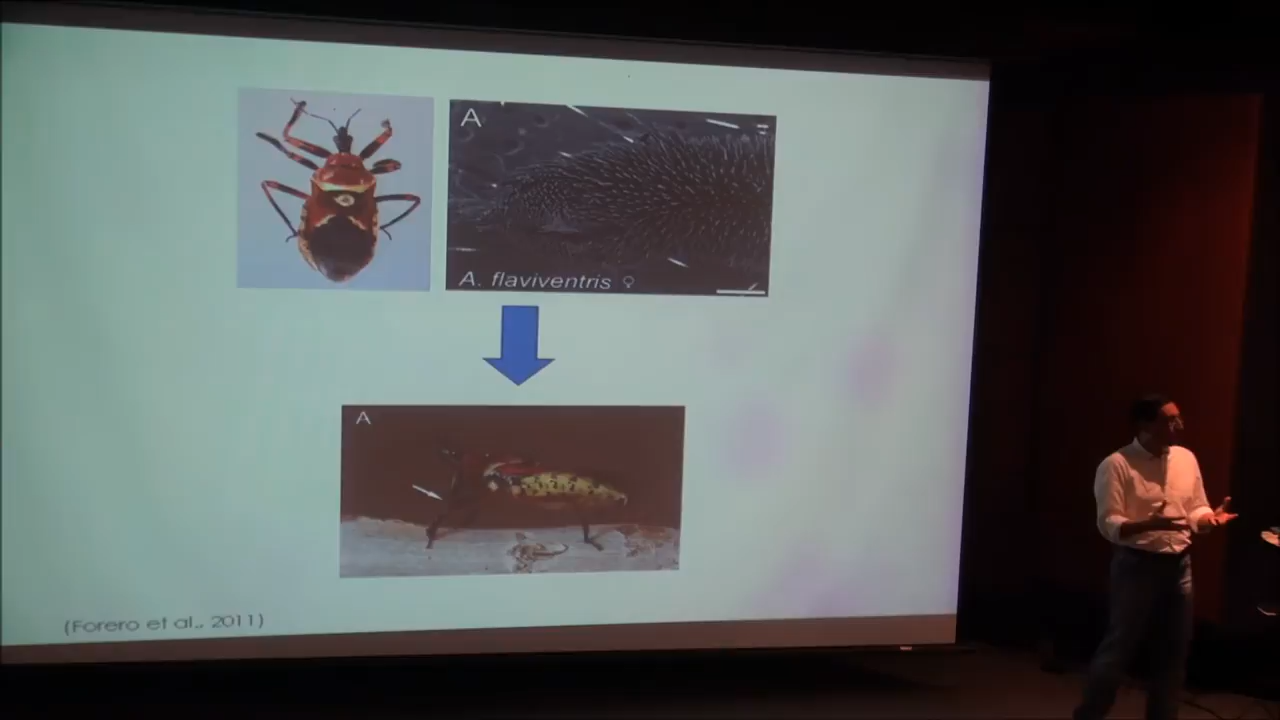 A
A. flaviventris ♀
A
(Forero et al., 2011)